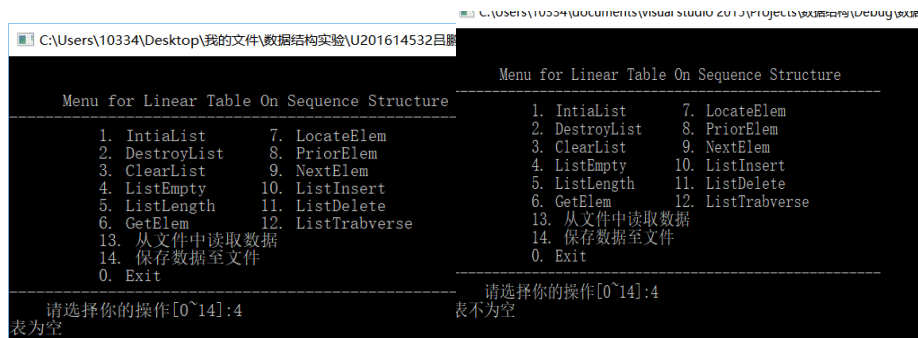 C:\Users\10334\Desktop\我的文件\数据结构实验\U201614532吕鹏
Menu for Linear Table On Sequence Structure
1. IntiaList 7. LocateElem
2. DestroyList 8. PriorElem
3. ClearList 9. NextElem
4. ListEmpty 10. ListInsert
5. ListLength 11. ListDelete
6. GetElem 12. ListTrabverse
13. 从文件中读取数据
14. 保存数据至文件
0. Exit
请选择你的操作[0~14]:4
表为空
C:\Users\10334\documents\visual studio 2015\Projects\数据结构\Debug\数据
Menu for Linear Table On Sequence Structure
1. IntiaList 7. LocateElem
2. DestroyList 8. PriorElem
3. ClearList 9. NextElem
4. ListEmpty 10. ListInsert
5. ListLength 11. ListDelete
6. GetElem 12. ListTrabverse
13. 从文件中读取数据
14. 保存数据至文件
0. Exit
请选择你的操作[0~14]:4
表不为空